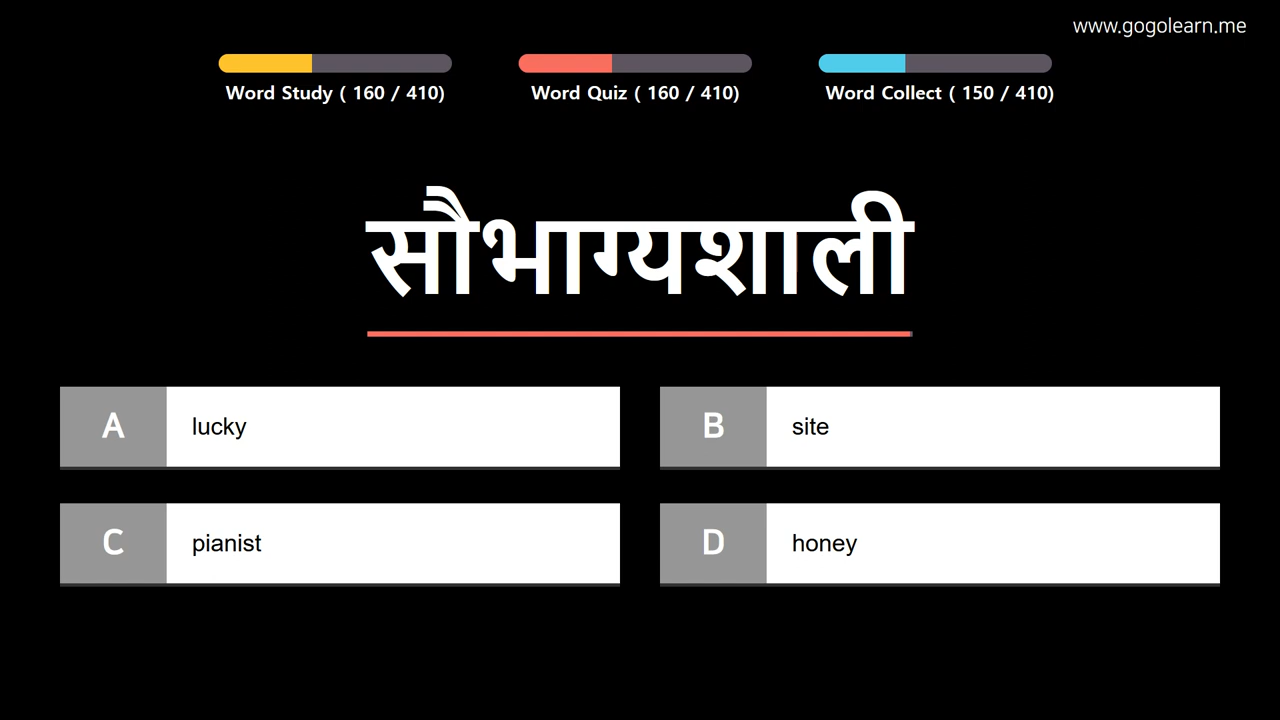 www.gogolearn.me
Word Study ( 160 / 410)
Word Quiz ( 160 / 410)
Word Collect ( 150 / 410)
सौभाग्यशाली
A lucky
B site
C pianist
D honey